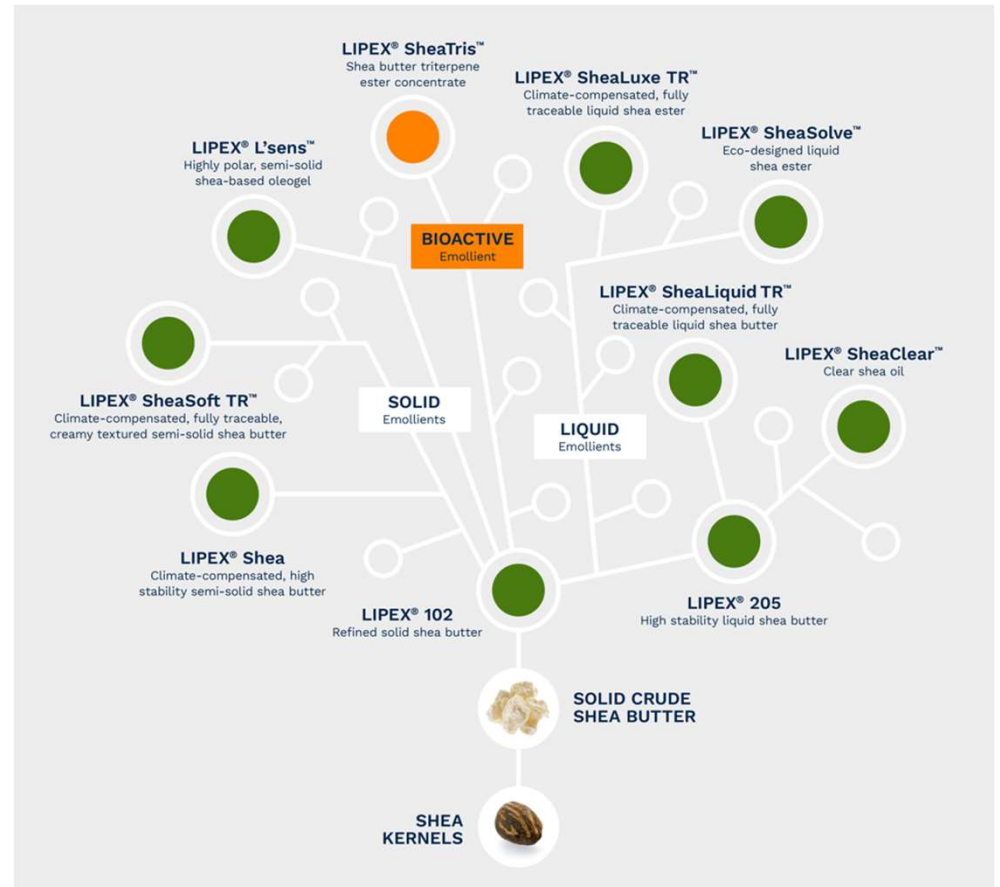 LIPEX® SheaTris™
Shea butter triterpene
ester concentrate
LIPEX® SheaLuxe TR™
Climate-compensated, fully
traceable liquid shea ester
LIPEX® SheaSolve™
Eco-designed liquid
shea ester
LIPEX® L'sens™
Highly polar, semi-solid
shea-based oleogel
BIOACTIVE
Emollient
LIPEX® SheaLiquid TR™
Climate-compensated, fully
traceable liquid shea butter
LIPEX® SheaClear™
Clear shea oil
LIPEX® SheaSoft TR™
Climate-compensated, fully traceable,
creamy textured semi-solid shea butter
SOLID
Emollients
LIQUID
Emollients
LIPEX® Shea
Climate-compensated, high
stability semi-solid shea butter
LIPEX® 102
Refined solid shea butter
LIPEX® 205
High stability liquid shea butter
SOLID CRUDE
SHEA BUTTER
SHEA
KERNELS